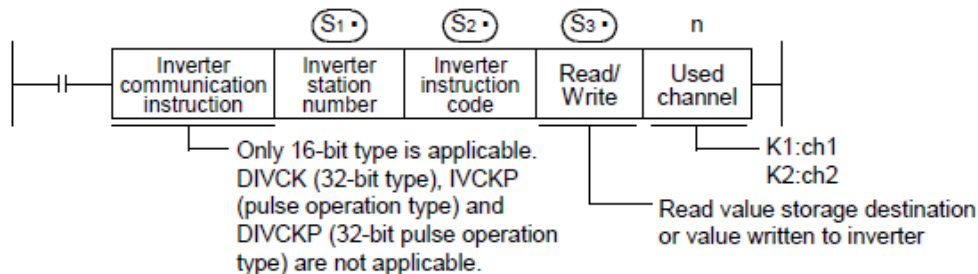 S1• S2• S3• n
Inverter communication instruction
Inverter station number
Inverter instruction code
Read/ Write
Used channel
Only 16-bit type is applicable.
DIVCK (32-bit type), IVCKP
(pulse operation type) and
DIVCKP (32-bit pulse operation
type) are not applicable.
K1:ch1
K2:ch2
Read value storage destination
or value written to inverter